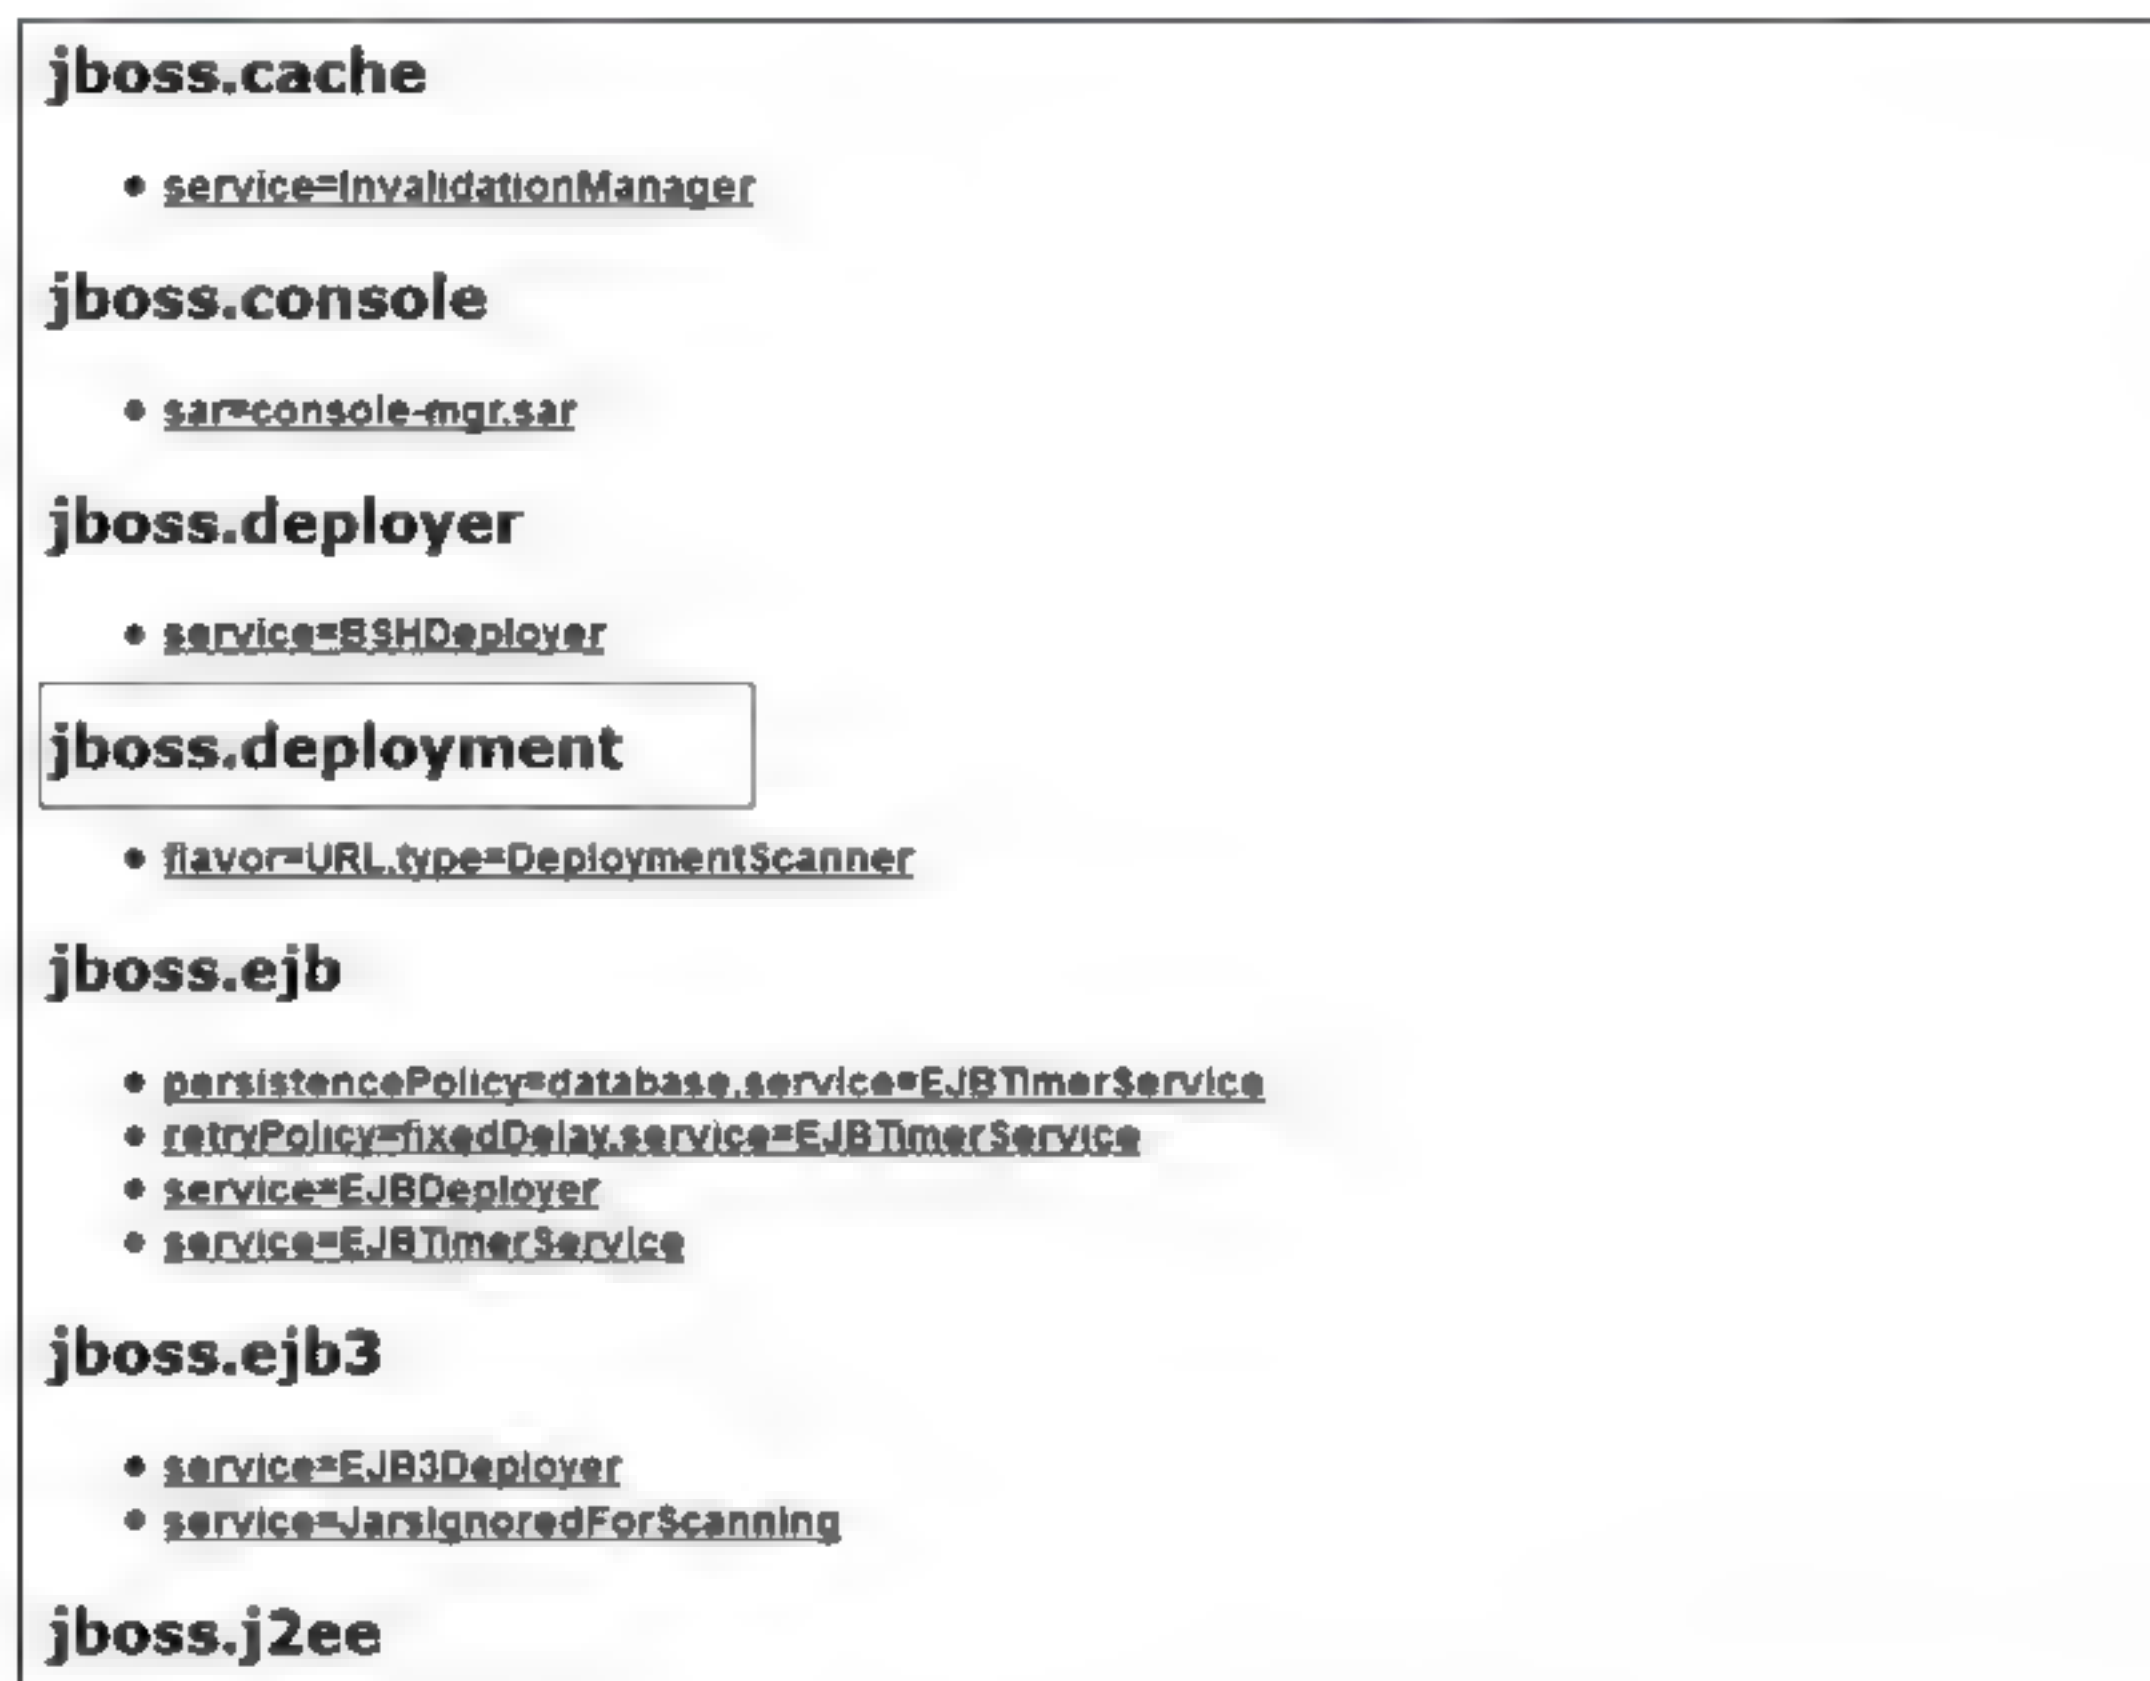 jboss.cache
service=InvalidationManager
jboss.console
sar=console-mgr.sar
jboss.deployer
service=BSHDeployer
jboss.deployment
flavor=URL,type=DeploymentScanner
jboss.ejb
persistencePolicy=database,service=EJBTimerService
retryPolicy=fixedDelay,service=EJBTimerService
service=EJBDeployer
service=EJBTimerService
jboss.ejb3
service=EJB3Deployer
service=JarsIgnoredForScanning
jboss.j2ee